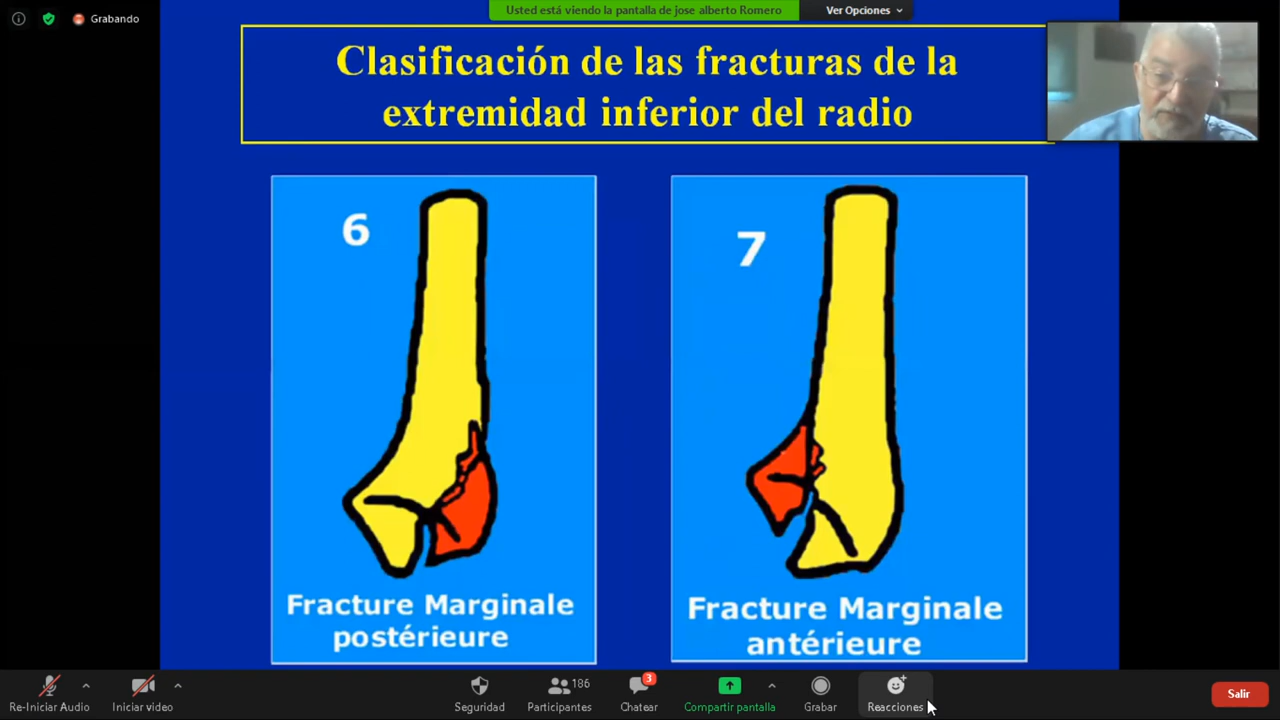 Grabando
Usted está viendo la pantalla de jose alberto Romero
Ver Opciones
Clasificación de las fracturas de la
extremidad inferior del radio
6
7
Fracture Marginale
postérieure
Fracture Marginale
antérieure
Re-Iniciar Audio
Iniciar video
Seguridad
186
Participantes
3
Chatear
Compartir pantalla
Grabar
Reacciones
Salir